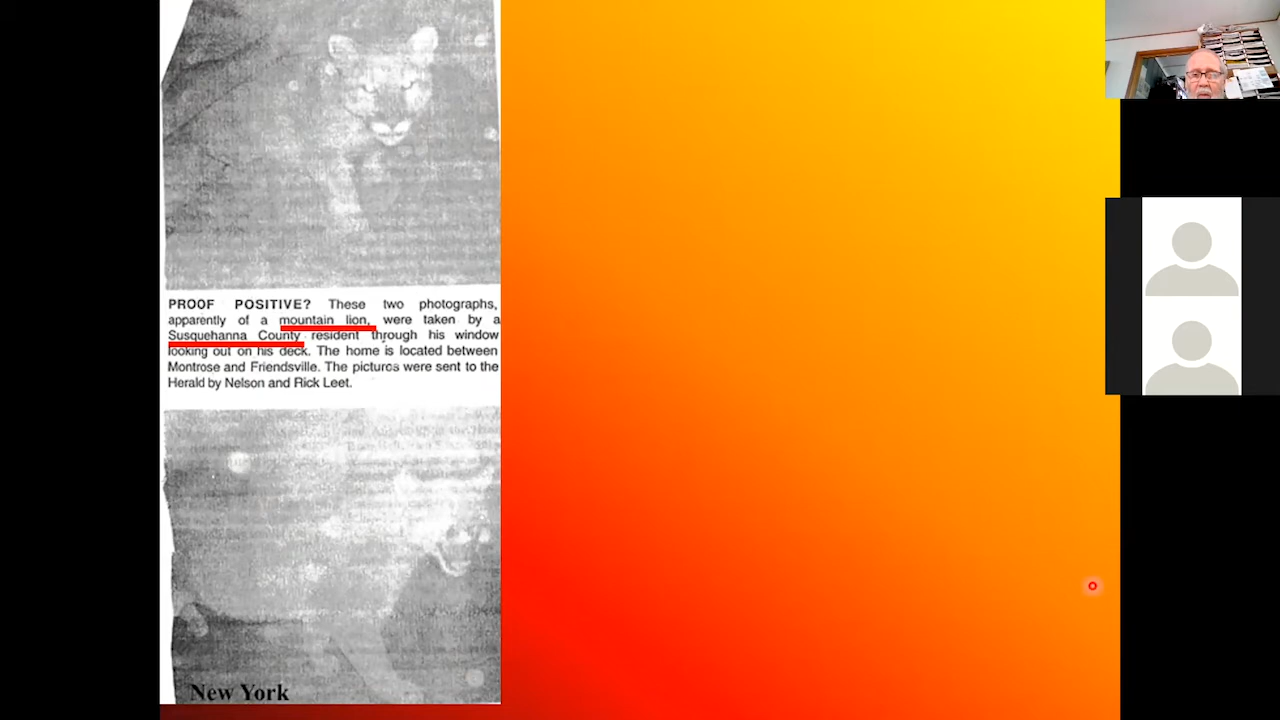 PROOF POSITIVE? These two photographs,
apparently of a mountain lion, were taken by a
Susquehanna County resident through his window
looking out on his deck. The home is located between
Montrose and Friendsville. The pictures were sent to the
Herald by Nelson and Rick Leet.
New York